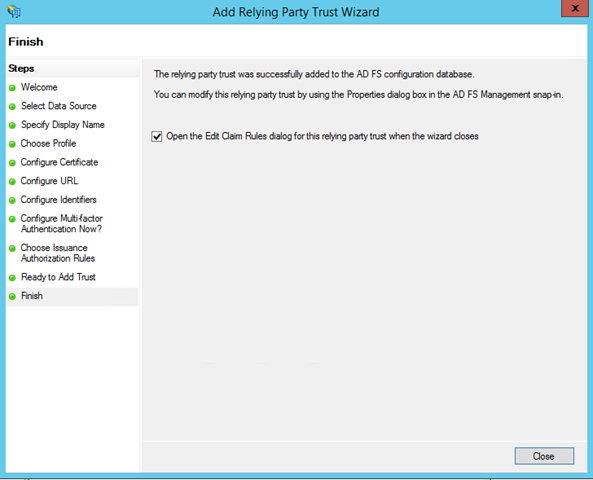 Add Relying Party Trust Wizard
x
Finish
Steps
Welcome
Select Data Source
Specify Display Name
Choose Profile
Configure Certificate
Configure URL
Configure Identifiers
Configure Multi-factor
Authentication Now?
Choose Issuance
Authorization Rules
Ready to Add Trust
Finish
The relying party trust was successfully added to the AD FS configuration database.
You can modify this relying party trust by using the Properties dialog box in the AD FS Management snap-in.
Open the Edit Claim Rules dialog for this relying party trust when the wizard closes
Close